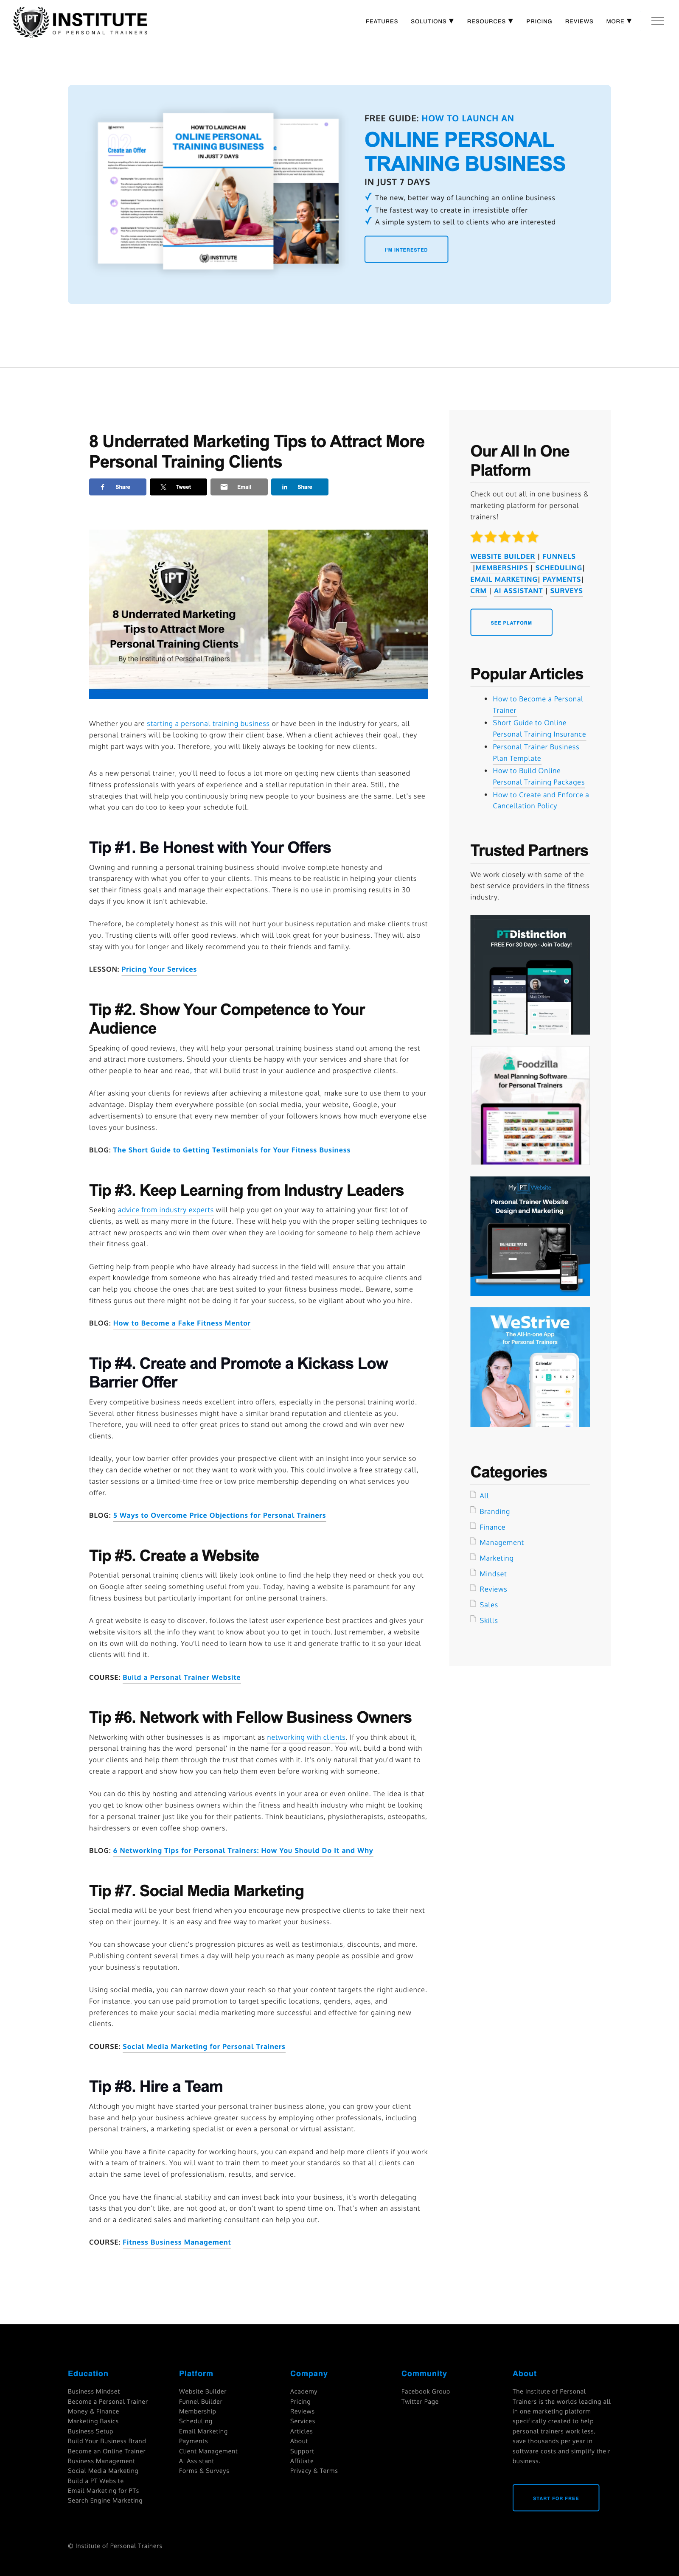 IPT INSTITUTE
OF PERSONAL TRAINERS
FEATURES
SOLUTIONS ▼
RESOURCES ▼
PRICING
REVIEWS
MORE ▼
INSTITUTE
Create an Offer
HOW TO LAUNCH AN
ONLINE PERSONAL
TRAINING BUSINESS
IN JUST 7 DAYS
INSTITUTE
FREE GUIDE: HOW TO LAUNCH AN
ONLINE PERSONAL
TRAINING BUSINESS
IN JUST 7 DAYS
The new, better way of launching an online business
The fastest way to create in irresistible offer
A simple system to sell to clients who are interested
I'M INTERESTED
8 Underrated Marketing Tips to Attract More
Personal Training Clients
Share
Tweet
Email
Share
IPT
8 Underrated Marketing
Tips to Attract More
Personal Training Clients
By the Institute of Personal Trainers
Whether you are starting a personal training business or have been in the industry for years, all
personal trainers will be looking to grow their client base. When a client achieves their goal, they
might part ways with you. Therefore, you will likely always be looking for new clients.
As a new personal trainer, you'll need to focus a lot more on getting new clients than seasoned
fitness professionals with years of experience and a stellar reputation in their area. Still, the
strategies that will help you continuously bring new people to your business are the same. Let's see
what you can do too to keep your schedule full.
Tip #1. Be Honest with Your Offers
Owning and running a personal training business should involve complete honesty and
transparency with what you offer to your clients. This means to be realistic in helping your clients
set their fitness goals and manage their expectations. There is no use in promising results in 30
days if you know it isn't achievable.
Therefore, be completely honest as this will not hurt your business reputation and make clients trust
you. Trusting clients will offer good reviews, which will look great for your business. They will also
stay with you for longer and likely recommend you to their friends and family.
LESSON: Pricing Your Services
Tip #2. Show Your Competence to Your
Audience
Speaking of good reviews, they will help your personal training business stand out among the rest
and attract more customers. Should your clients be happy with your services and share that for
other people to hear and read, that will build trust in your audience and prospective clients.
After asking your clients for reviews after achieving a milestone goal, make sure to use them to your
advantage. Display them everywhere possible (on social media, your website, Google, your
advertisements) to ensure that every new member of your followers knows how much everyone else
loves your business.
BLOG: The Short Guide to Getting Testimonials for Your Fitness Business
Tip #3. Keep Learning from Industry Leaders
Seeking advice from industry experts will help you get on your way to attaining your first lot of
clients, as well as many more in the future. These will help you with the proper selling techniques to
attract new prospects and win them over when they are looking for someone to help them achieve
their fitness goal.
Getting help from people who have already had success in the field will ensure that you attain
expert knowledge from someone who has already tried and tested measures to acquire clients and
can help you choose the ones that are best suited to your fitness business model. Beware, some
fitness gurus out there might not be doing it for your success, so be vigilant about who you hire.
BLOG: How to Become a Fake Fitness Mentor
Tip #4. Create and Promote a Kickass Low
Barrier Offer
Every competitive business needs excellent intro offers, especially in the personal training world.
Several other fitness businesses might have a similar brand reputation and clientele as you.
Therefore, you will need to offer great prices to stand out among the crowd and win over new
clients.
Ideally, your low barrier offer provides your prospective client with an insight into your service so
they can decide whether or not they want to work with you. This could involve a free strategy call,
taster sessions or a limited-time free or low price membership depending on what services you
offer.
BLOG: 5 Ways to Overcome Price Objections for Personal Trainers
Tip #5. Create a Website
Potential personal training clients will likely look online to find the help they need or check you out
on Google after seeing something useful from you. Today, having a website is paramount for any
fitness business but particularly important for online personal trainers.
A great website is easy to discover, follows the latest user experience best practices and gives your
website visitors all the info they need to know about you to get in touch. Just remember, a website
on its own will do nothing. You'll need to learn how to use it and generate traffic to it so your ideal
clients will find it.
COURSE: Build a Personal Trainer Website
Tip #6. Network with Fellow Business Owners
Networking with other businesses is as important as networking with clients. If you think about it,
personal training has the word 'personal' in the name for a good reason. You will build a bond with
your clients and help them through the trust that comes with it. It's only natural that you'd want to
create a rapport and show how you can help them even before working with someone.
You can do this by hosting and attending various events in your area or even online. The idea is that
you get to know other business owners within the fitness and health industry who might be looking
for a personal trainer just like you for their patients. Think beauticians, physiotherapists, osteopaths,
hairdressers or even coffee shop owners.
BLOG: 6 Networking Tips for Personal Trainers: How You Should Do It and Why
Tip #7. Social Media Marketing
Social media will be your best friend when you encourage new prospective clients to take their next
step on their journey. It is an easy and free way to market your business.
You can showcase your client's progression pictures as well as testimonials, discounts, and more.
Publishing content several times a day will help you reach as many people as possible and grow
your business's reputation.
Using social media, you can narrow down your reach so that your content targets the right audience.
For instance, you can use paid promotion to target specific locations, genders, ages, and
preferences to make your social media marketing more successful and effective for gaining new
clients.
COURSE: Social Media Marketing for Personal Trainers
Tip #8. Hire a Team
Although you might have started your personal trainer business alone, you can grow your client
base and help your business achieve greater success by employing other professionals, including
personal trainers, a marketing specialist or even a personal or virtual assistant.
While you have a finite capacity for working hours, you can expand and help more clients if you work
with a team of trainers. You will want to train them to meet your standards so that all clients can
attain the same level of professionalism, results, and service.
Once you have the financial stability and can invest back into your business, it's worth delegating
tasks that you don't like, are not good at, or don't want to spend time on. That's when an assistant
and or a dedicated sales and marketing consultant can help you out.
COURSE: Fitness Business Management
Our All In One
Platform
Check out out all in one business &
marketing platform for personal
trainers!
WEBSITE BUILDER | FUNNELS
|MEMBERSHIPS | SCHEDULING|
EMAIL MARKETING| PAYMENTS|
CRM | AI ASSISTANT | SURVEYS
SEE PLATFORM
Popular Articles
How to Become a Personal
Trainer
Short Guide to Online
Personal Training Insurance
Personal Trainer Business
Plan Template
How to Build Online
Personal Training Packages
How to Create and Enforce a
Cancellation Policy
Trusted Partners
We work closely with some of the
best service providers in the fitness
industry.
PTDistinction
FREE For 30 Days - Join Today!
Foodzilla
Meal Planning Software
for Personal Trainers
My PT Website
Personal Trainer Website
Design and Marketing
WeStrive
The All-in-one App
for Personal Trainers
Calendar
Categories
All
Branding
Finance
Management
Marketing
Mindset
Reviews
Sales
Skills
Education
Business Mindset
Become a Personal Trainer
Money & Finance
Marketing Basics
Business Setup
Build Your Business Brand
Become an Online Trainer
Business Management
Social Media Marketing
Build a PT Website
Email Marketing for PTs
Search Engine Marketing
Platform
Website Builder
Funnel Builder
Membership
Scheduling
Email Marketing
Payments
Client Management
AI Assistant
Forms & Surveys
Company
Academy
Pricing
Reviews
Services
Articles
About
Support
Affiliate
Privacy & Terms
Community
Facebook Group
Twitter Page
About
The Institute of Personal
Trainers is the worlds leading all
in one marketing platform
specifically created to help
personal trainers work less,
save thousands per year in
software costs and simplify their
business.
START FOR FREE
© Institute of Personal Trainers